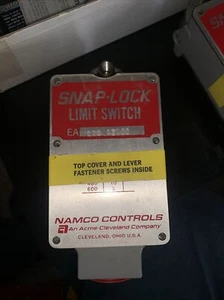 SNAP-LOCK
LIMIT SWITCH
EA
TOP COVER AND LEVER
FASTENER SCREWS INSIDE
600
NAMCO CONTROLS
An Acme Cleveland Company
CLEVELAND, OHIO U.S.A.